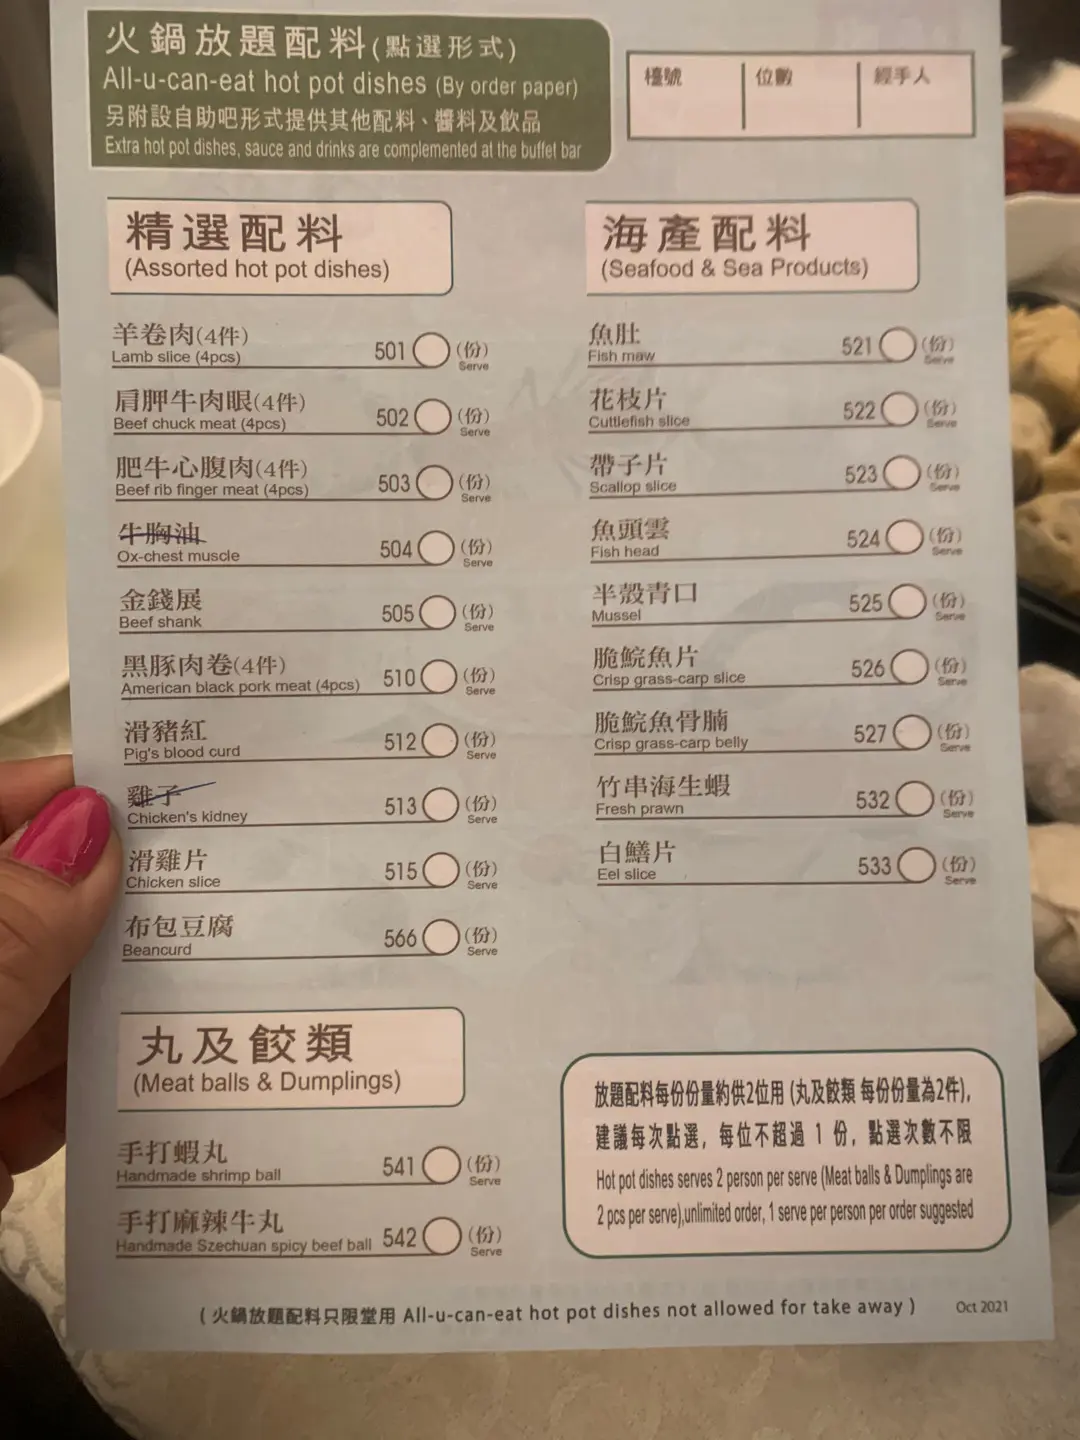 火鍋放題配料(點選形式)
All-u-can-eat hot pot dishes (By order paper)
另附設自助吧形式提供其他配料、醬料及飲品
Extra hot pot dishes, sauce and drinks are complemented at the buffet bar
檯號 位數 經手人
精選配料
(Assorted hot pot dishes)
羊卷肉(4件)
Lamb slice (4pcs) 501 (份) Serve
肩胛牛肉眼(4件)
Beef chuck meat (4pcs) 502 (份) Serve
肥牛心腹肉(4件)
Beef rib finger meat (4pcs) 503 (份) Serve
牛胸油
Ox-chest muscle 504 (份) Serve
金錢展
Beef shank 505 (份) Serve
黑豚肉卷(4件)
American black pork meat (4pcs) 510 (份) Serve
滑豬紅
Pig's blood curd 512 (份) Serve
雞子
Chicken's kidney 513 (份) Serve
滑雞片
Chicken slice 515 (份) Serve
布包豆腐
Beancurd 566 (份) Serve
丸及餃類
(Meat balls & Dumplings)
手打蝦丸
Handmade shrimp ball 541 (份) Serve
手打麻辣牛丸
Handmade Szechuan spicy beef ball 542 (份) Serve
海產配料
(Seafood & Sea Products)
魚肚
Fish maw 521 (份) Serve
花枝片
Cuttlefish slice 522 (份) Serve
帶子片
Scallop slice 523 (份) Serve
魚頭雲
Fish head 524 (份) Serve
半殼青口
Mussel 525 (份) Serve
脆鯇魚片
Crisp grass-carp slice 526 (份) Serve
脆鯇魚骨腩
Crisp grass-carp belly 527 (份) Serve
竹串海生蝦
Fresh prawn 532 (份) Serve
白鱔片
Eel slice 533 (份) Serve
放題配料每份份量約供2位用 (丸及餃類 每份份量為2件),
建議每次點選, 每位不超過 1 份, 點選次數不限
Hot pot dishes serves 2 person per serve (Meat balls & Dumplings are
2 pcs per serve),unlimited order, 1 serve per person per order suggested
( 火鍋放題配料只限堂用 All-u-can-eat hot pot dishes not allowed for take away )
Oct 2021